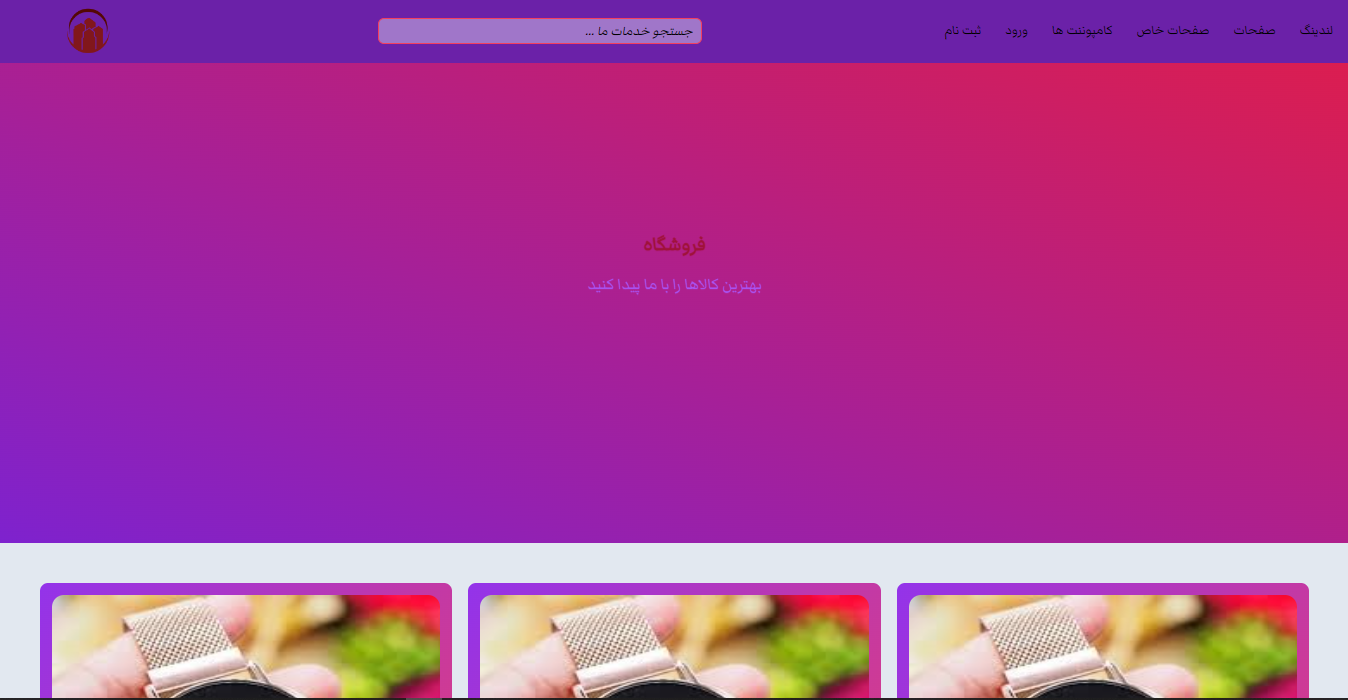 لندینگ
صفحات
صفحات خاص
کامپوننت ها
ورود
ثبت نام
جستجو خدمات ما ...
فروشگاه
بهترین کالاها را با ما پیدا کنید